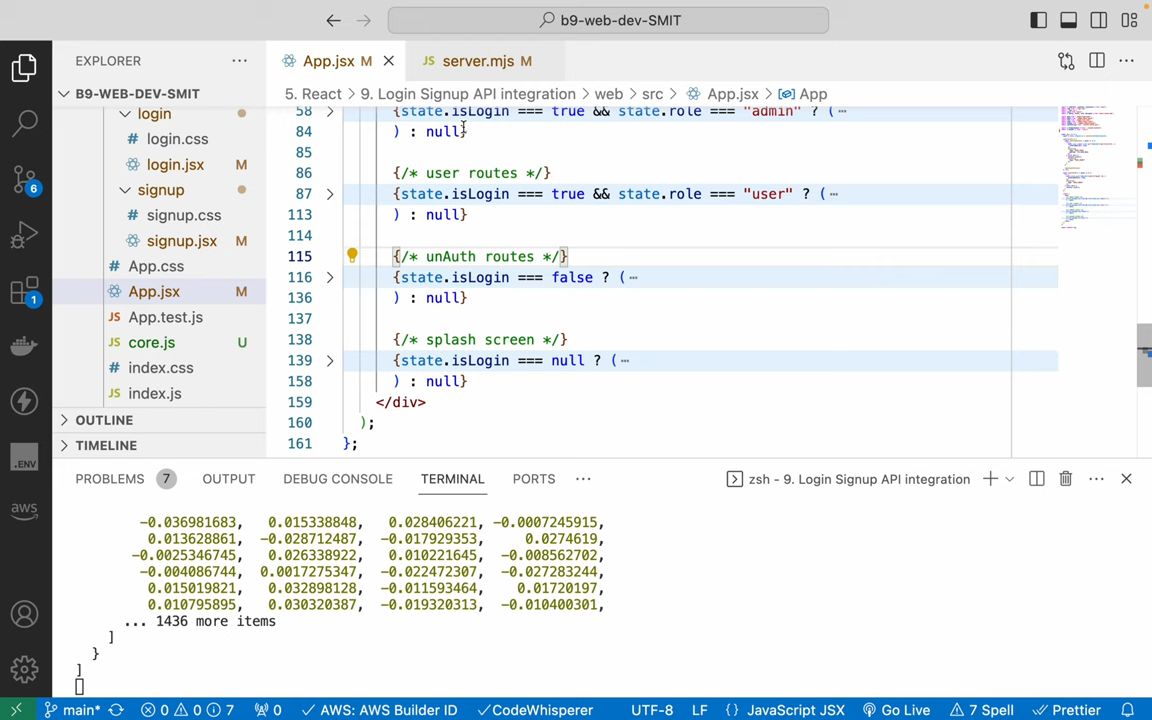 b9-web-dev-SMIT
EXPLORER
App.jsx M
server.mjs M
B9-WEB-DEV-SMIT
5. React > 9. Login Signup API integration > web > src > App.jsx > App
login
login.css
login.jsx M
signup
signup.css
signup.jsx M
App.css
App.jsx M
App.test.js
core.js U
index.css
index.js
OUTLINE
TIMELINE
6
1
.ENV
aws
58 {state.isLogin === true && state.role === "admin" ? (⋯
84 ) : null}
85
86 {/* user routes */}
87 {state.isLogin === true && state.role === "user" ? (⋯
113 ) : null}
114
115 {/* unAuth routes */}
116 {state.isLogin === false ? (⋯
136 ) : null}
137
138 {/* splash screen */}
139 {state.isLogin === null ? (⋯
158 ) : null}
159 </div>
160 );
161 };
PROBLEMS 7 OUTPUT DEBUG CONSOLE TERMINAL PORTS
zsh - 9. Login Signup API integration
-0.036981683, 0.015338848, 0.028406221, -0.0007245915,
0.013628861, -0.028712487, -0.017929353, 0.0274619,
-0.0025346745, 0.026338922, 0.010221645, -0.008562702,
-0.004086744, 0.0017275347, -0.022472307, -0.027283244,
0.015019821, 0.032898128, -0.011593464, 0.01720197,
0.010795895, 0.030320387, -0.019320313, -0.010400301,
... 1436 more items
]
}
]
main* 0 0 7 0 AWS: AWS Builder ID CodeWhisperer UTF-8 LF {} JavaScript JSX Go Live 7 Spell Prettier